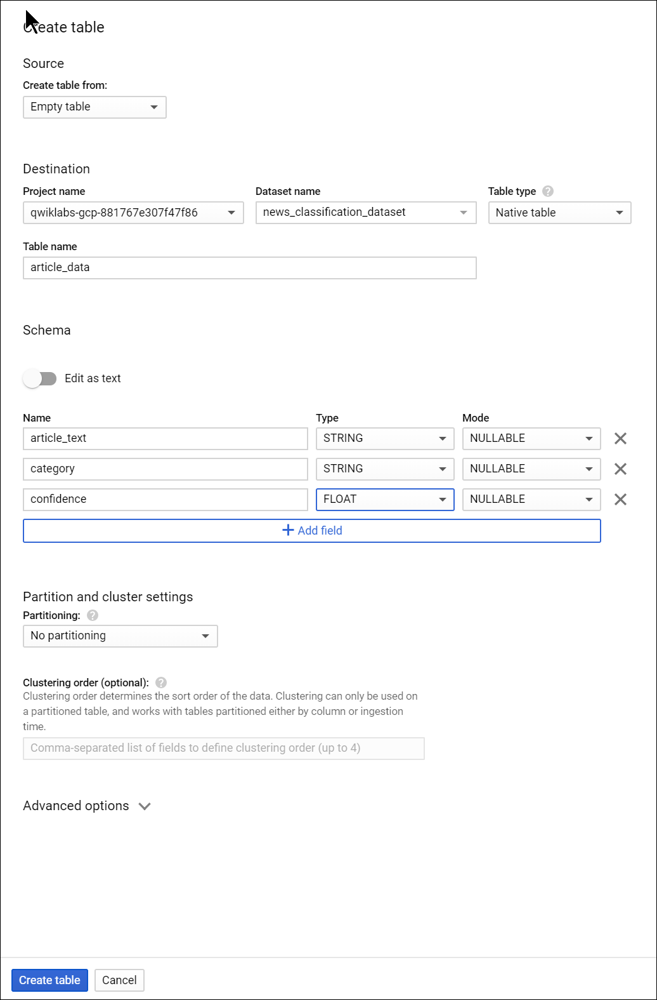 Create table
Source
Create table from:
Empty table
Destination
Project name Dataset name Table type ?
qwiklabs-gcp-881767e307f47f86 news_classification_dataset Native table
Table name
article_data
Schema
Edit as text
Name Type Mode
article_text STRING NULLABLE
category STRING NULLABLE
confidence FLOAT NULLABLE
+ Add field
Partition and cluster settings
Partitioning: ?
No partitioning
Clustering order (optional): ?
Clustering order determines the sort order of the data. Clustering can only be used on
a partitioned table, and works with tables partitioned either by column or ingestion
time.
Comma-separated list of fields to define clustering order (up to 4)
Advanced options
Create table Cancel